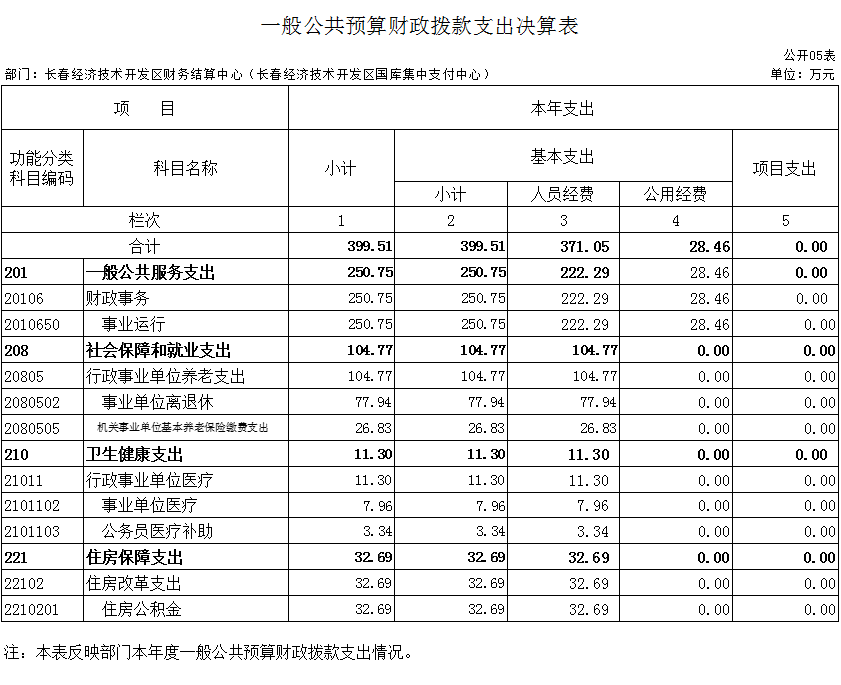 一般公共预算财政拨款支出决算表
公开05表
部门：长春经济技术开发区财务结算中心（长春经济技术开发区国库集中支付中心） 单位：万元
项 目 本年支出
功能分类科目编码 科目名称 小计 基本支出 项目支出
小计 人员经费 公用经费
栏次 1 2 3 4 5
合计 399.51 399.51 371.05 28.46 0.00
201 一般公共服务支出 250.75 250.75 222.29 28.46 0.00
20106 财政事务 250.75 250.75 222.29 28.46 0.00
2010650 事业运行 250.75 250.75 222.29 28.46 0.00
208 社会保障和就业支出 104.77 104.77 104.77 0.00 0.00
20805 行政事业单位养老支出 104.77 104.77 104.77 0.00 0.00
2080502 事业单位离退休 77.94 77.94 77.94 0.00 0.00
2080505 机关事业单位基本养老保险缴费支出 26.83 26.83 26.83 0.00 0.00
210 卫生健康支出 11.30 11.30 11.30 0.00 0.00
21011 行政事业单位医疗 11.30 11.30 11.30 0.00 0.00
2101102 事业单位医疗 7.96 7.96 7.96 0.00 0.00
2101103 公务员医疗补助 3.34 3.34 3.34 0.00 0.00
221 住房保障支出 32.69 32.69 32.69 0.00 0.00
22102 住房改革支出 32.69 32.69 32.69 0.00 0.00
2210201 住房公积金 32.69 32.69 32.69 0.00 0.00
注：本表反映部门本年度一般公共预算财政拨款支出情况。